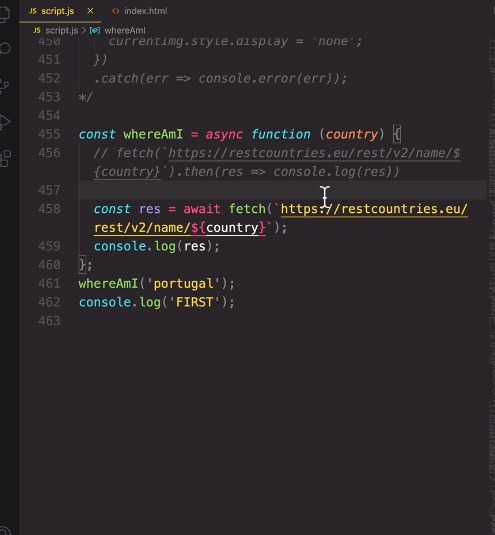 JS script.js × <> index.html
JS script.js > whereAmI
450 currentImg.style.display = 'none';
451 })
452 .catch(err => console.error(err));
453 */
454
455 const whereAmI = async function (country) {
456 // fetch(`https://restcountries.eu/rest/v2/name/$
{country}`).then(res => console.log(res))
457
458 const res = await fetch(`https://restcountries.eu/
rest/v2/name/${country}`);
459 console.log(res);
460 };
461 whereAmI('portugal');
462 console.log('FIRST');
463